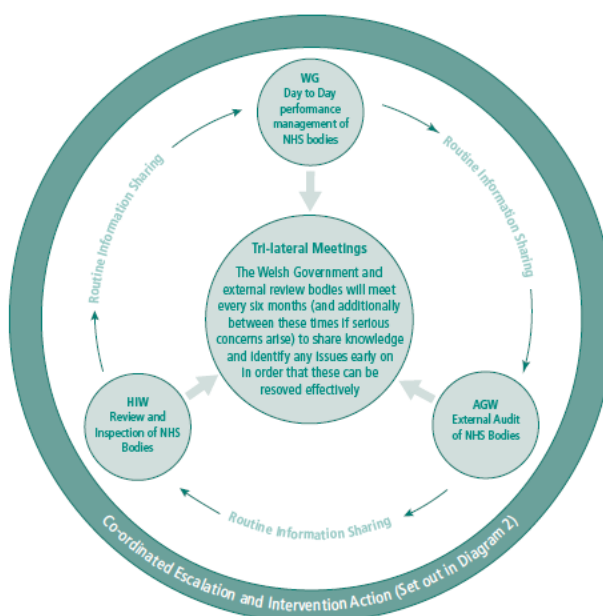 WG
Day to Day
performance
management of
NHS bodies
Routine Information Sharing
Routine Information Sharing
Tri-lateral Meetings
The Welsh Government and
external review bodies will meet
every six months (and additionally
between these times if serious
concerns arise) to share knowledge
and identify any issues early on
in order that these can be
resoved effectively
HIW
Review and
Inspection of NHS
Bodies
AGW
External Audit
of NHS Bodies
Routine Information Sharing
Co-ordinated Escalation and Intervention Action (Set out in Diagram 2)